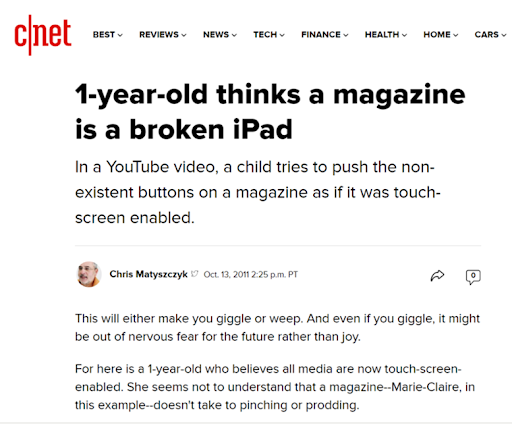 c|net
BEST REVIEWS NEWS TECH FINANCE HEALTH HOME CARS
1-year-old thinks a magazine
is a broken iPad
In a YouTube video, a child tries to push the non-
existent buttons on a magazine as if it was touch-
screen enabled.
Chris Matyszczyk Oct. 13, 2011 2:25 p.m. PT
0
This will either make you giggle or weep. And even if you giggle, it might
be out of nervous fear for the future rather than joy.
For here is a 1-year-old who believes all media are now touch-screen-
enabled. She seems not to understand that a magazine--Marie-Claire, in
this example--doesn't take to pinching or prodding.